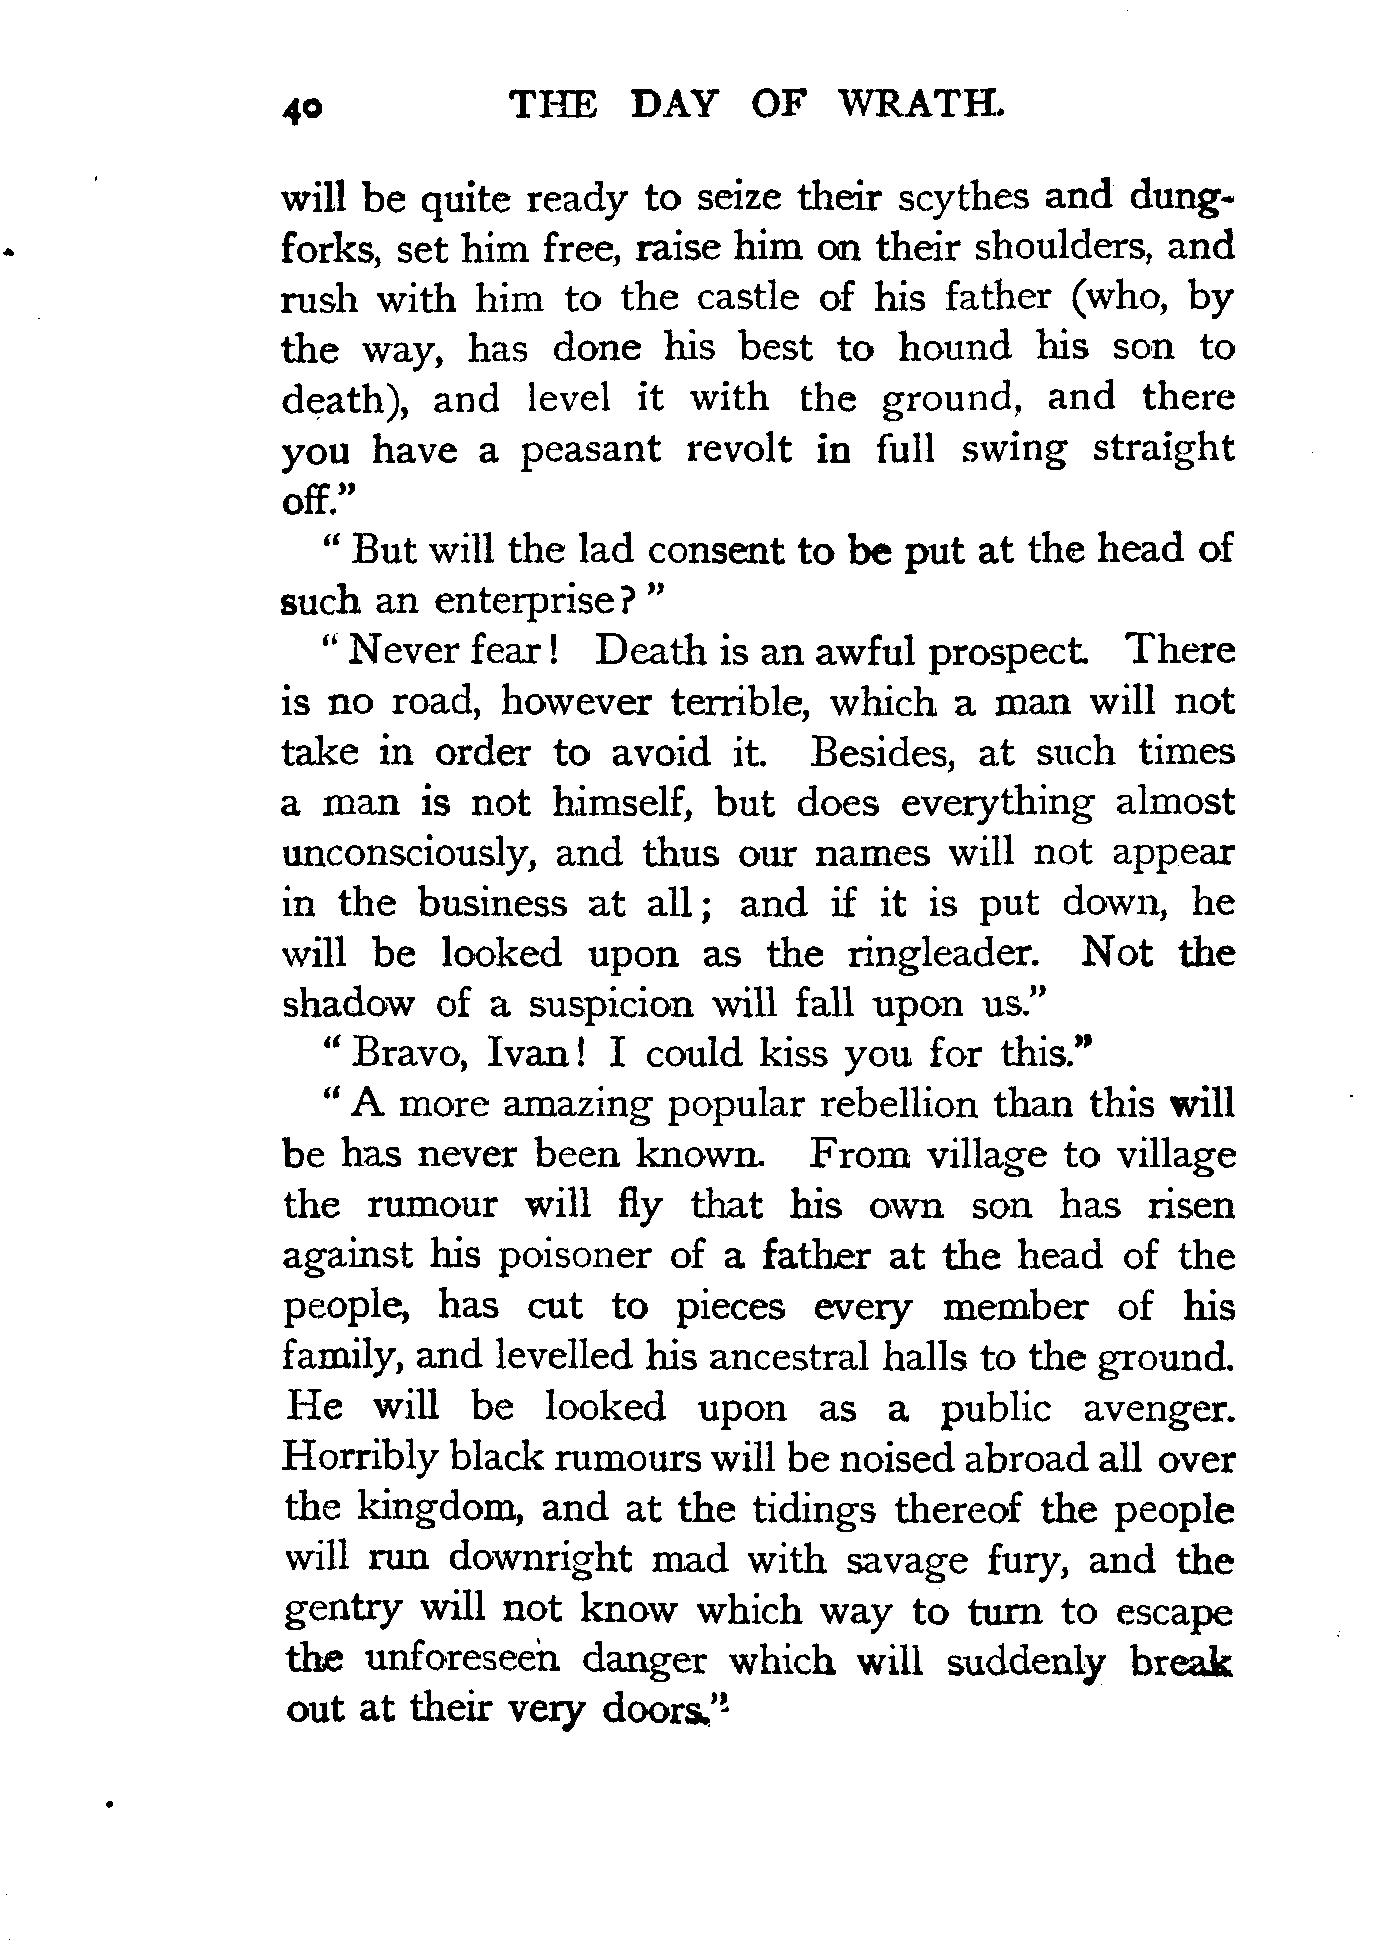 40 THE DAY OF WRATH.
will be quite ready to seize their scythes and dung-
forks, set him free, raise him on their shoulders, and
rush with him to the castle of his father (who, by
the way, has done his best to hound his son to
death), and level it with the ground, and there
you have a peasant revolt in full swing straight
off."
" But will the lad consent to be put at the head of
such an enterprise? "
" Never fear! Death is an awful prospect. There
is no road, however terrible, which a man will not
take in order to avoid it. Besides, at such times
a man is not himself, but does everything almost
unconsciously, and thus our names will not appear
in the business at all; and if it is put down, he
will be looked upon as the ringleader. Not the
shadow of a suspicion will fall upon us."
" Bravo, Ivan! I could kiss you for this."
" A more amazing popular rebellion than this will
be has never been known. From village to village
the rumour will fly that his own son has risen
against his poisoner of a father at the head of the
people, has cut to pieces every member of his
family, and levelled his ancestral halls to the ground.
He will be looked upon as a public avenger.
Horribly black rumours will be noised abroad all over
the kingdom, and at the tidings thereof the people
will run downright mad with savage fury, and the
gentry will not know which way to turn to escape
the unforeseen danger which will suddenly break
out at their very doors."